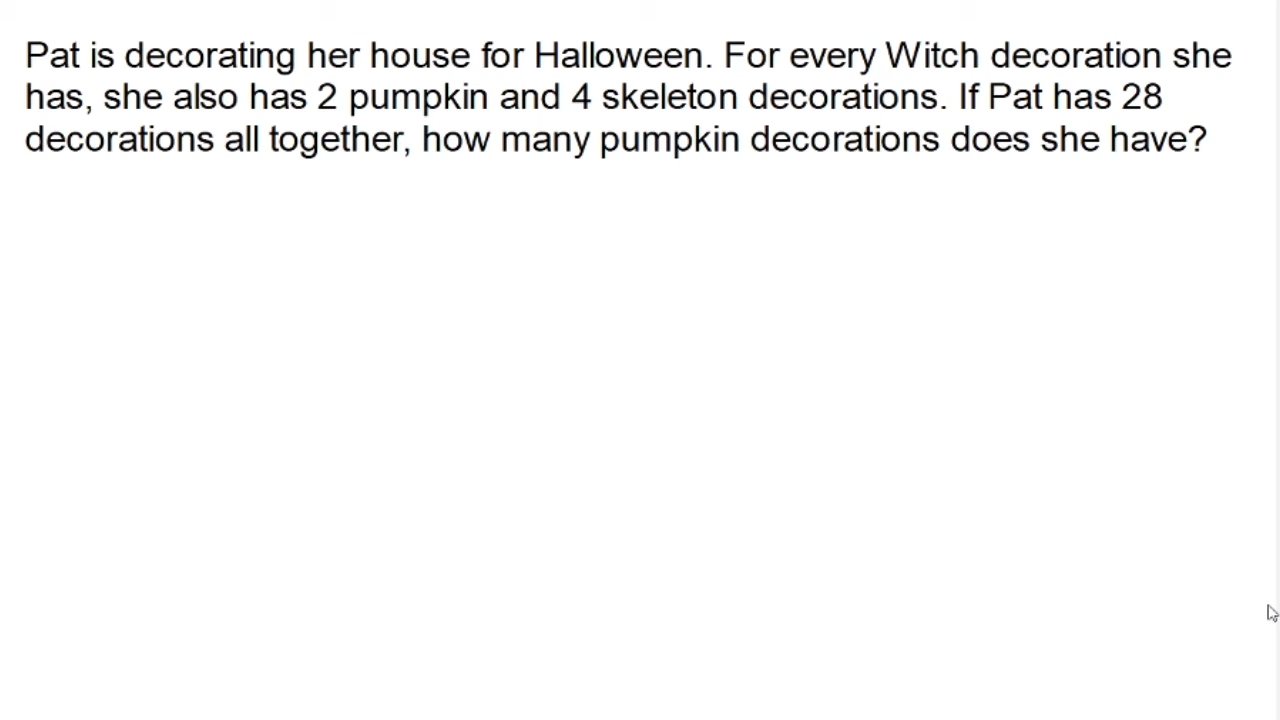 Pat is decorating her house for Halloween. For every Witch decoration she
has, she also has 2 pumpkin and 4 skeleton decorations. If Pat has 28
decorations all together, how many pumpkin decorations does she have?